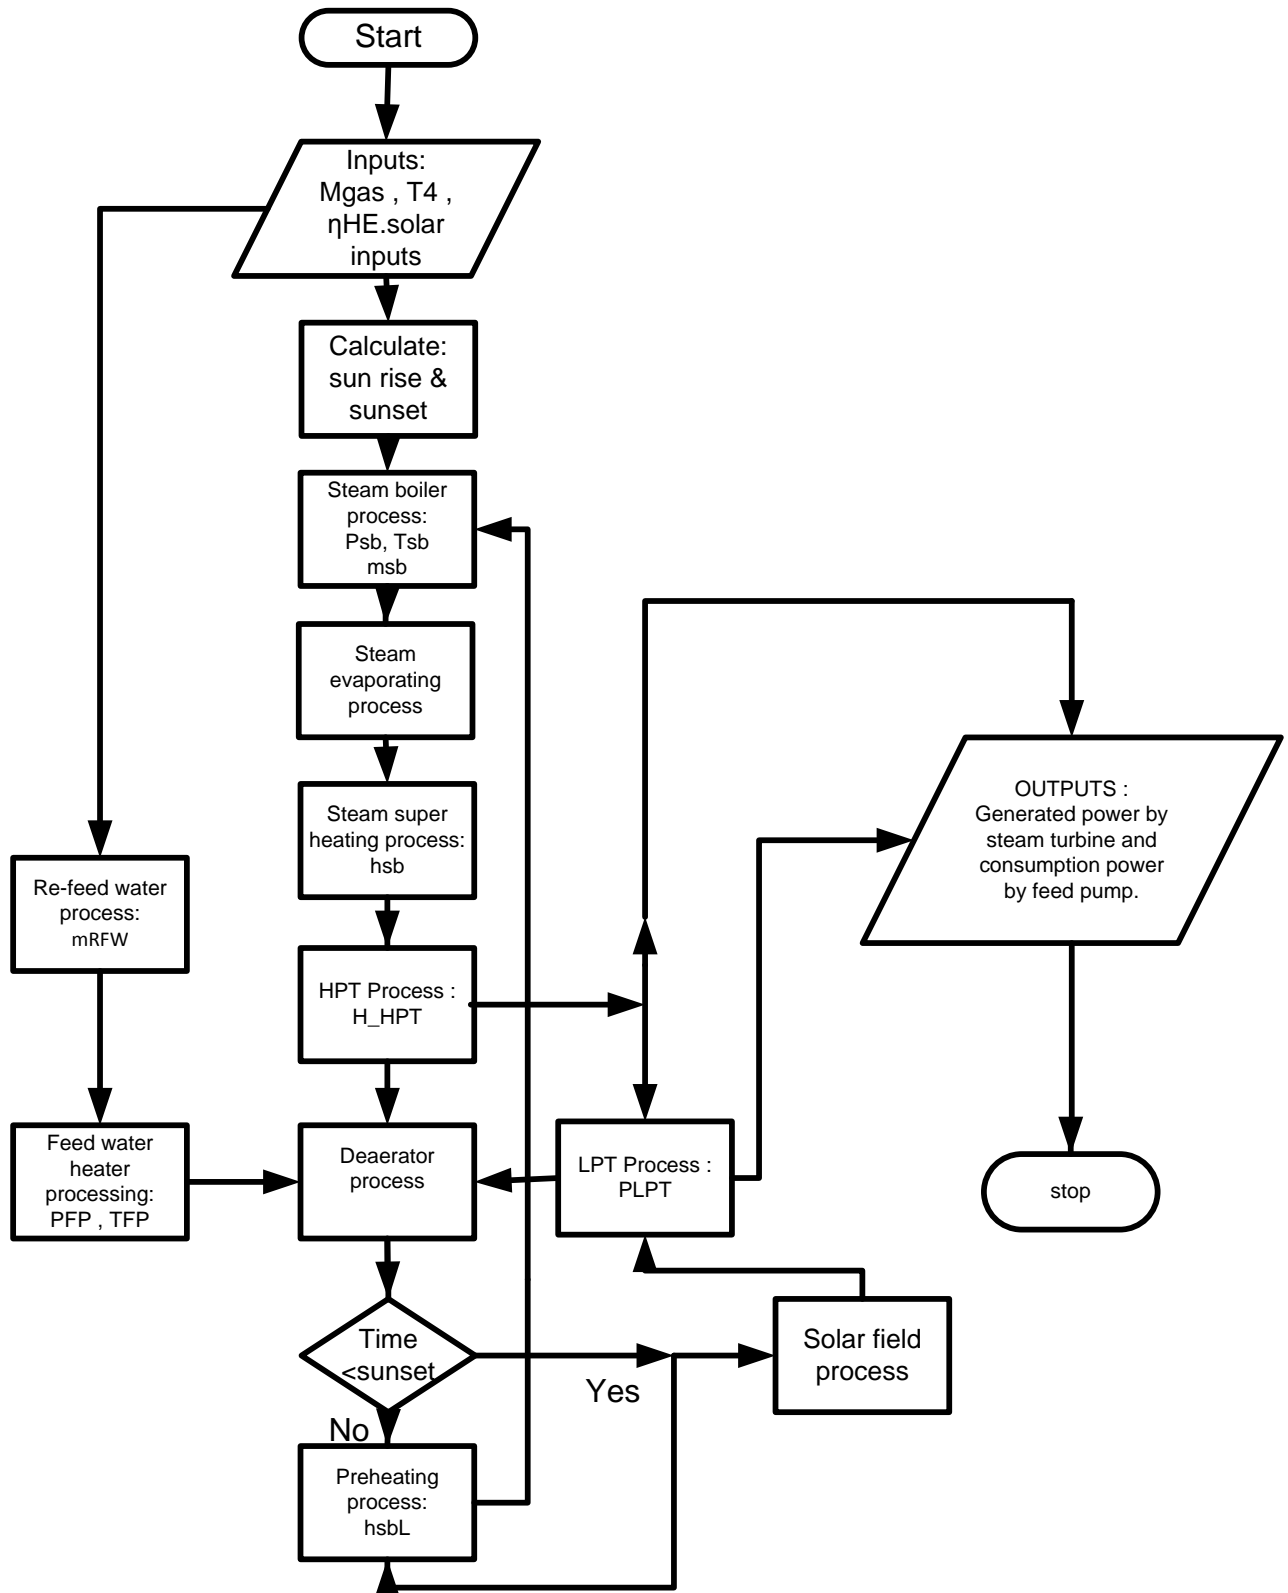 Start
Inputs:
Mgas , T4 ,
ηHE.solar
inputs
Calculate:
sun rise &
sunset
Steam boiler
process:
Psb, Tsb
msb
Steam
evaporating
process
Steam super
heating process:
hsb
OUTPUTS :
Generated power by
steam turbine and
consumption power
by feed pump.
Re-feed water
process:
mRFW
HPT Process :
H_HPT
Feed water
heater
processing:
PFP , TFP
Deaerator
process
LPT Process :
PLPT
stop
Time
<sunset
Yes
Solar field
process
No
Preheating
process:
hsbL